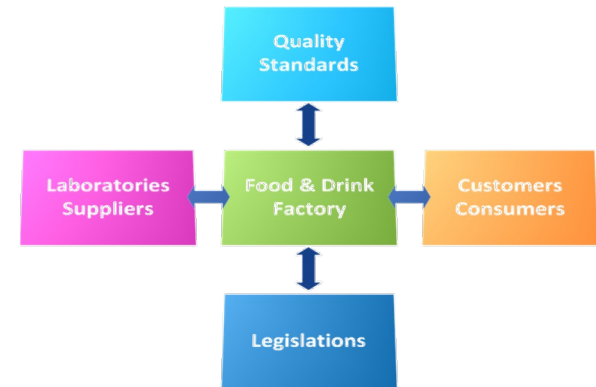 Quality
Standards
Laboratories
Suppliers
Food & Drink
Factory
Customers
Consumers
Legislations